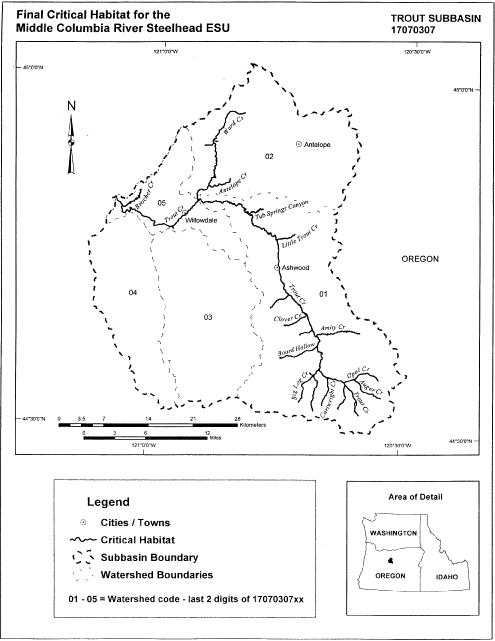 Final Critical Habitat for the
Middle Columbia River Steelhead ESU
TROUT SUBBASIN
17070307
121°0'0"W
120°30'0"W
45°0'0"N
45°0'0"N
N
Ward Cr
Antelope
02
Antelope Cr
05
Trout Cr
Willowdale
Tub Springs Canyon
Little Trout Cr
OREGON
Ashwood
04
03
Trout Cr
01
Clover Cr
Amity Cr
Board Hollow
Big Log Cr
Cartwright Cr
Opal Cr
Auger Cr
Trout Cr
44°30'0"N
0 3.5 7 14 21 28
Kilometers
0 3 6 12
Miles
44°30'0"N
121°0'0"W
120°30'0"W
Legend
Cities / Towns
Critical Habitat
Subbasin Boundary
Watershed Boundaries
01 - 05 = Watershed code - last 2 digits of 17070307xx
Area of Detail
WASHINGTON
OREGON
IDAHO